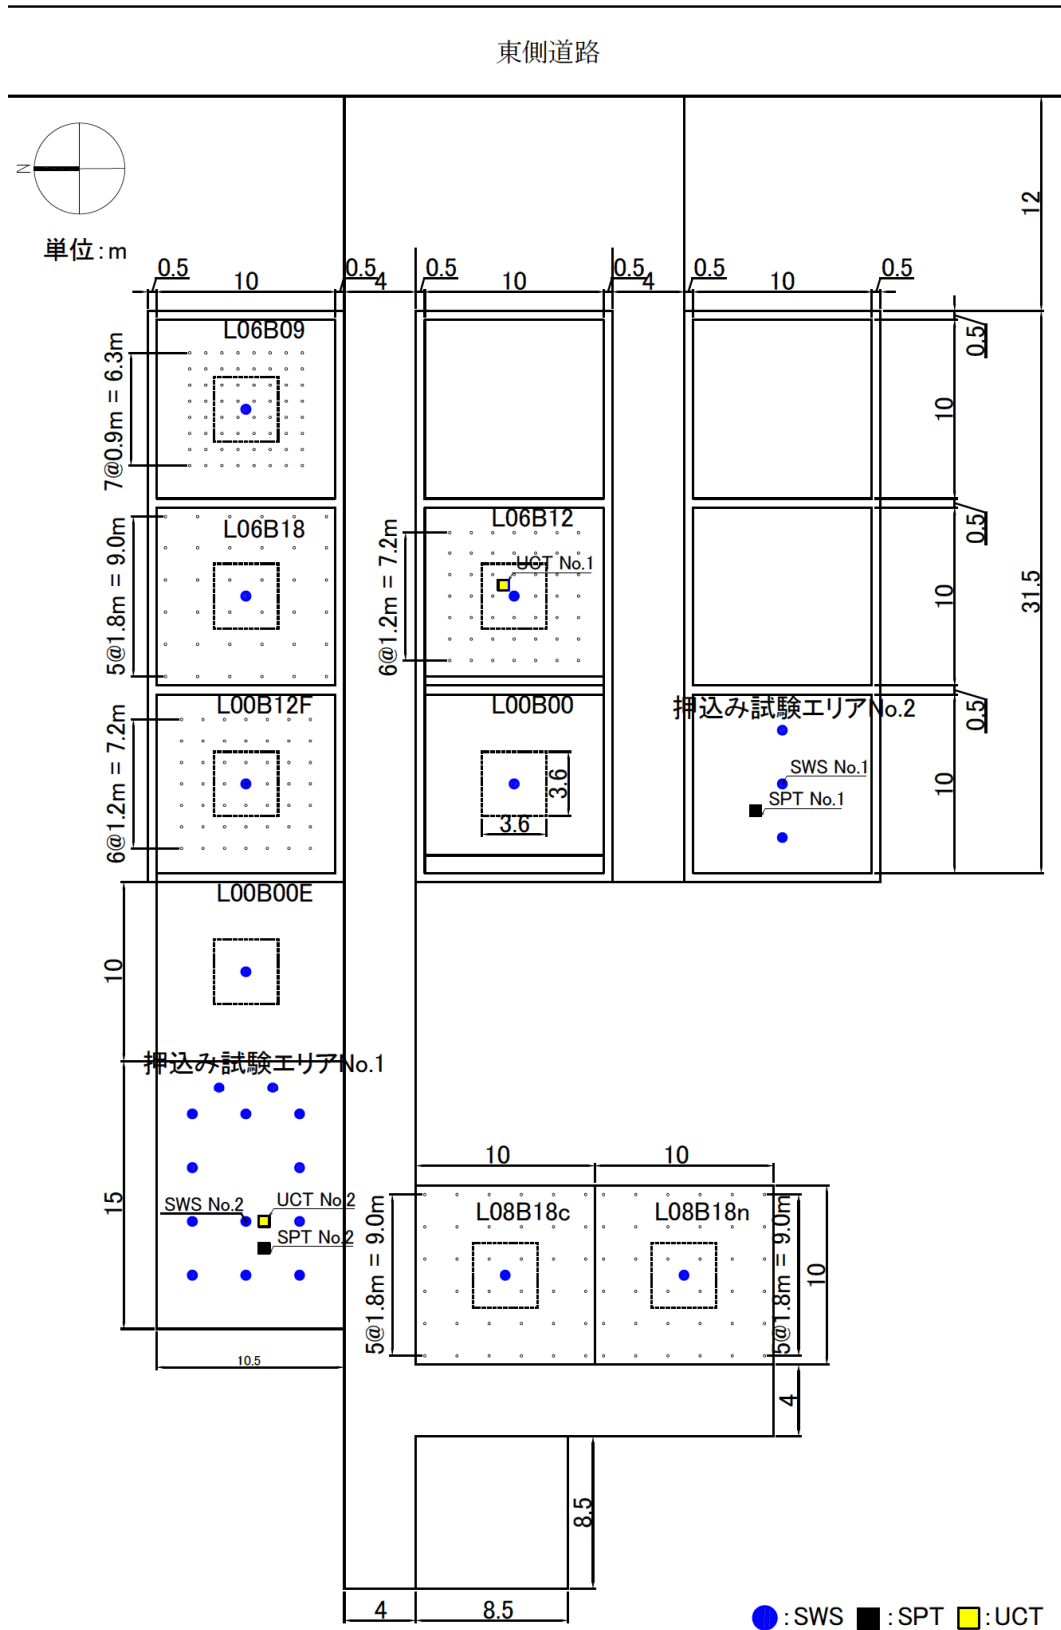 東側道路
N
単位:m
12
0.5
10
0.5
4
0.5
10
0.5
4
0.5
10
0.5
L06B09
7@0.9m = 6.3m
0.5
10
L06B18
5@1.8m = 9.0m
L06B12
UCT No.1
6@1.2m = 7.2m
0.5
10
31.5
L00B12F
6@1.2m = 7.2m
L00B00
3.6
3.6
押込み試験エリアNo.2
SWS No.1
SPT No.1
0.5
10
L00B00E
10
押込み試験エリアNo.1
15
SWS No.2
UCT No.2
SPT No.2
10.5
10
10
L08B18c
L08B18n
5@1.8m = 9.0m
5@1.8m = 9.0m
10
4
8.5
4
8.5
:SWS :SPT :UCT